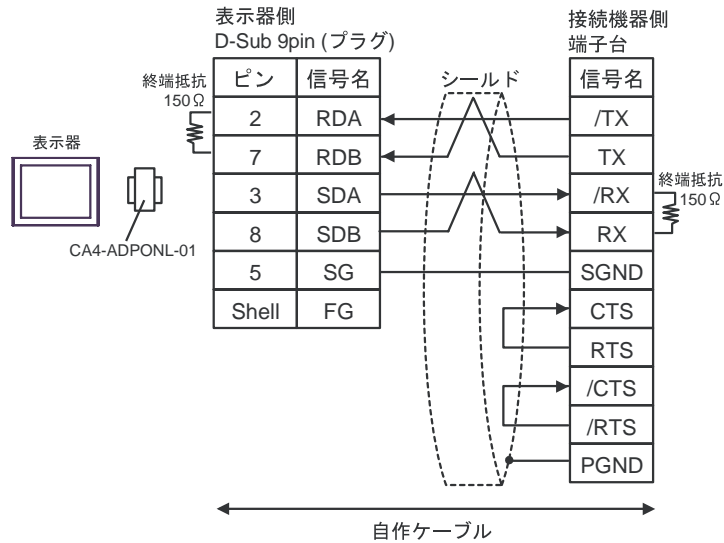 表示器側
D-Sub 9pin (プラグ)
接続機器側
端子台
終端抵抗
150Ω
ピン 信号名
シールド
信号名
2 RDA
/TX
7 RDB
TX
表示器
3 SDA
/RX
終端抵抗
150Ω
8 SDB
RX
CA4-ADPONL-01
5 SG
SGND
Shell FG
CTS
RTS
/CTS
/RTS
PGND
自作ケーブル